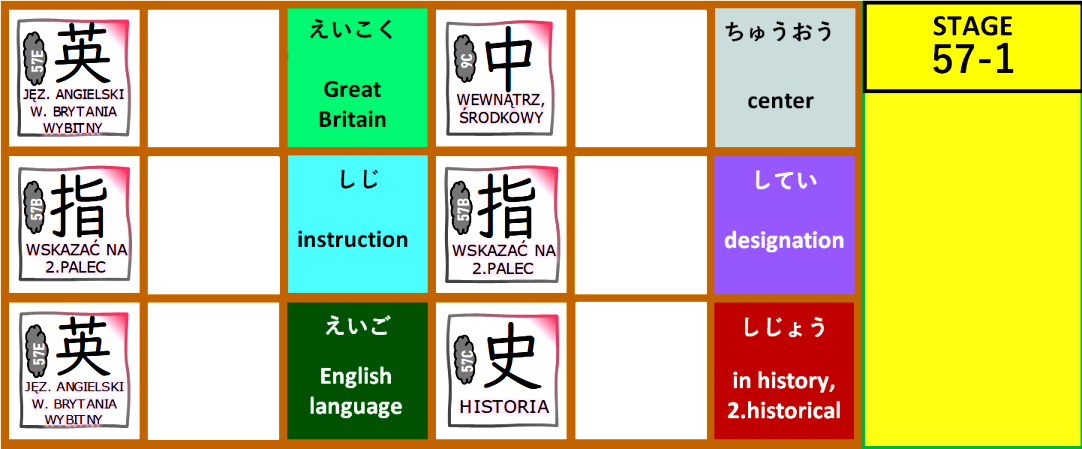 57E
英
JĘZ. ANGIELSKI
W. BRYTANIA
WYBITNY
えいこく
Great
Britain
9C
中
WEWNĄTRZ,
ŚRODKOWY
ちゅうおう
center
STAGE
57-1
57B
指
WSKAZAĆ NA
2.PALEC
しじ
instruction
57B
指
WSKAZAĆ NA
2.PALEC
してい
designation
57E
英
JĘZ. ANGIELSKI
W. BRYTANIA
WYBITNY
えいご
English
language
57C
史
HISTORIA
しじょう
in history,
2.historical